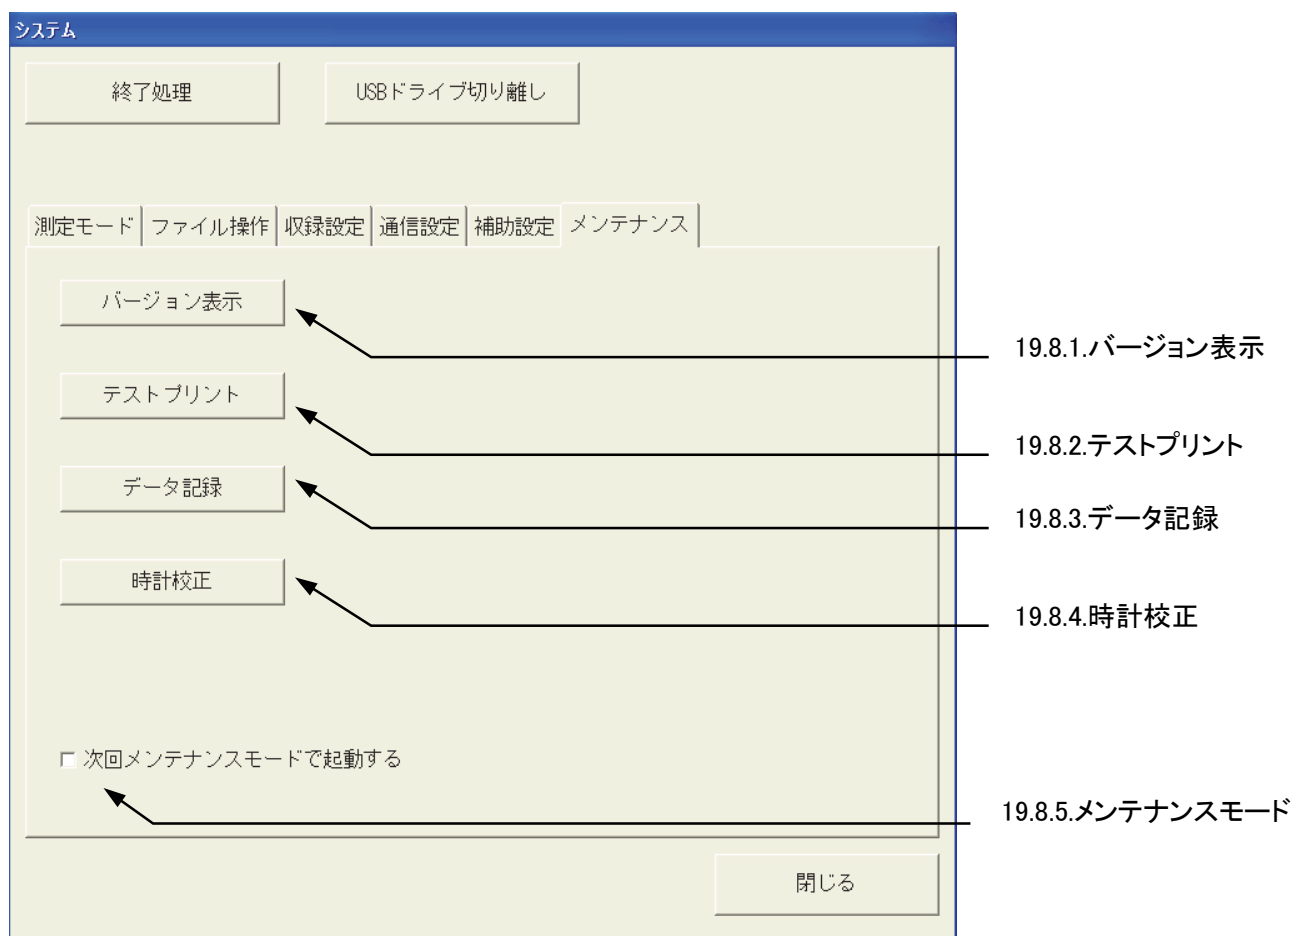 システム
終了処理
USBドライブ切り離し
測定モード
ファイル操作
収録設定
通信設定
補助設定
メンテナンス
バージョン表示
19.8.1.バージョン表示
テストプリント
19.8.2.テストプリント
データ記録
19.8.3.データ記録
時計校正
19.8.4.時計校正
次回メンテナンスモードで起動する
19.8.5.メンテナンスモード
閉じる